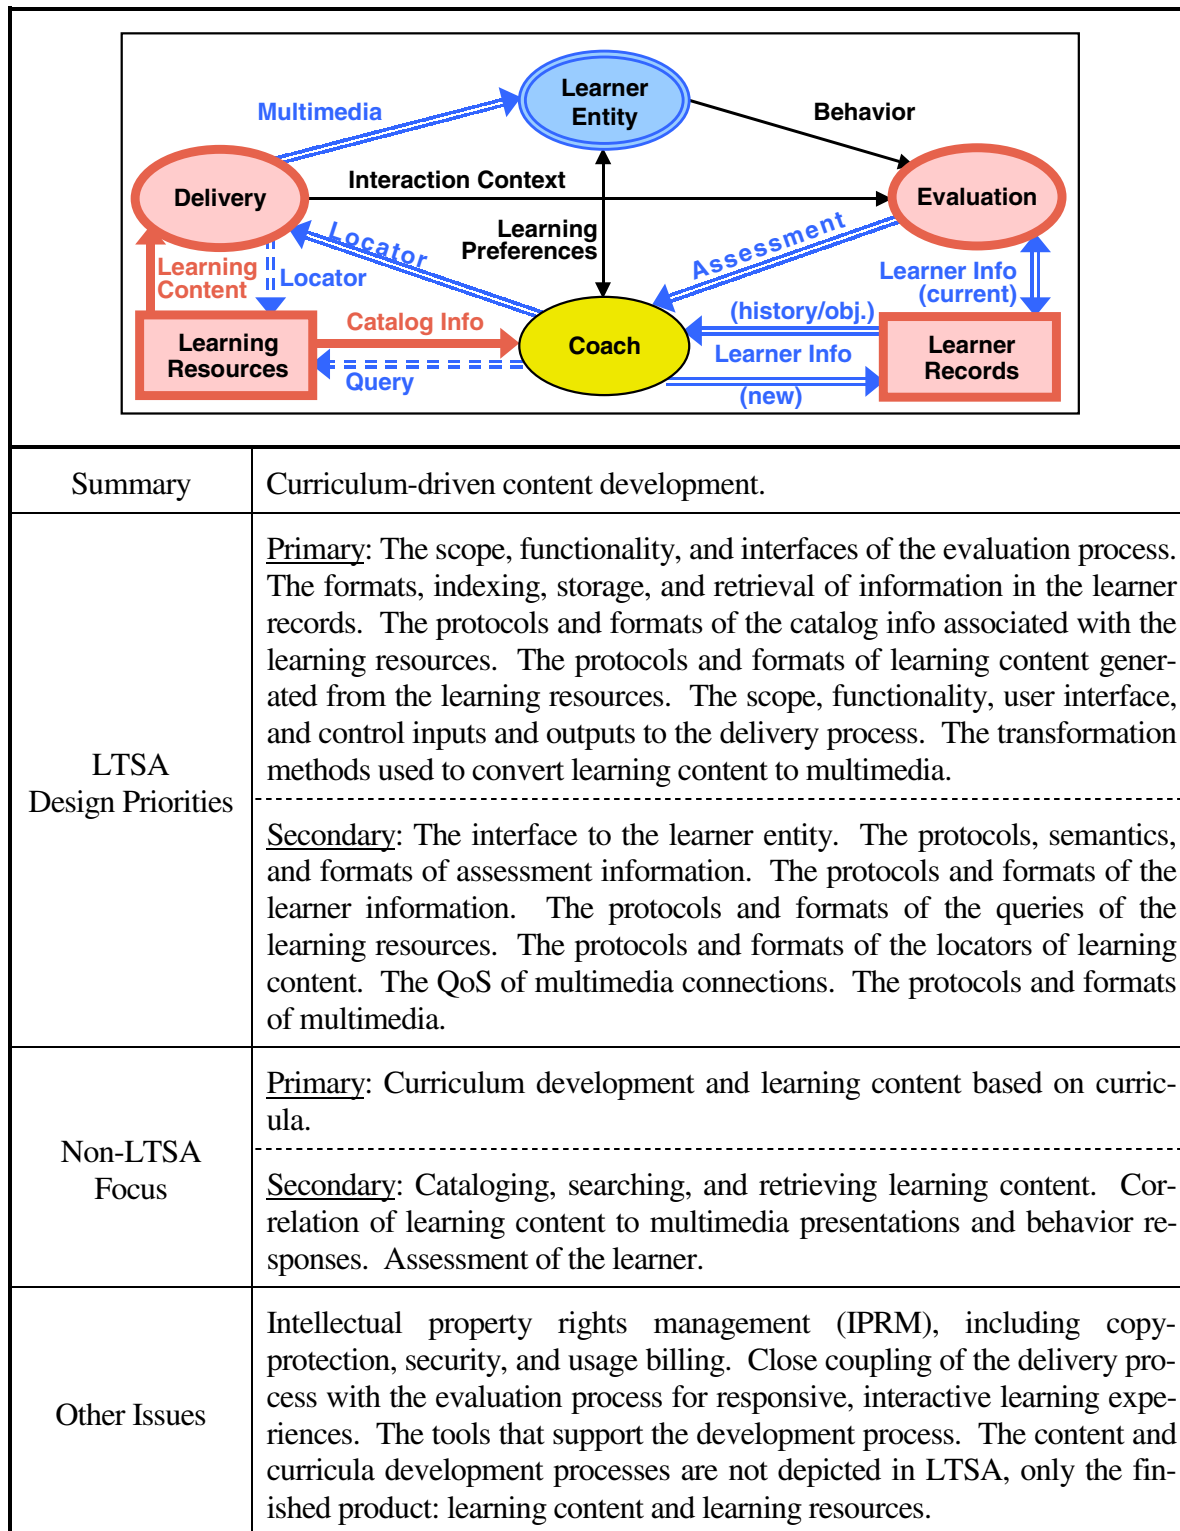 Learner
Entity
Multimedia
Behavior
Delivery
Interaction Context
Evaluation
Learning
Preferences
Locator
Assessment
Learning
Content
Locator
Learner Info
(current)
(history/obj.)
Catalog Info
Learning
Resources
Coach
Learner Info
Learner
Records
Query
(new)
Summary
Curriculum-driven content development.
LTSA
Design Priorities
Primary: The scope, functionality, and interfaces of the evaluation process.
The formats, indexing, storage, and retrieval of information in the learner
records. The protocols and formats of the catalog info associated with the
learning resources. The protocols and formats of learning content gener-
ated from the learning resources. The scope, functionality, user interface,
and control inputs and outputs to the delivery process. The transformation
methods used to convert learning content to multimedia.
Secondary: The interface to the learner entity. The protocols, semantics,
and formats of assessment information. The protocols and formats of the
learner information. The protocols and formats of the queries of the
learning resources. The protocols and formats of the locators of learning
content. The QoS of multimedia connections. The protocols and formats
of multimedia.
Non-LTSA
Focus
Primary: Curriculum development and learning content based on curric-
ula.
Secondary: Cataloging, searching, and retrieving learning content. Cor-
relation of learning content to multimedia presentations and behavior re-
sponses. Assessment of the learner.
Other Issues
Intellectual property rights management (IPRM), including copy-
protection, security, and usage billing. Close coupling of the delivery pro-
cess with the evaluation process for responsive, interactive learning expe-
riences. The tools that support the development process. The content and
curricula development processes are not depicted in LTSA, only the fin-
ished product: learning content and learning resources.